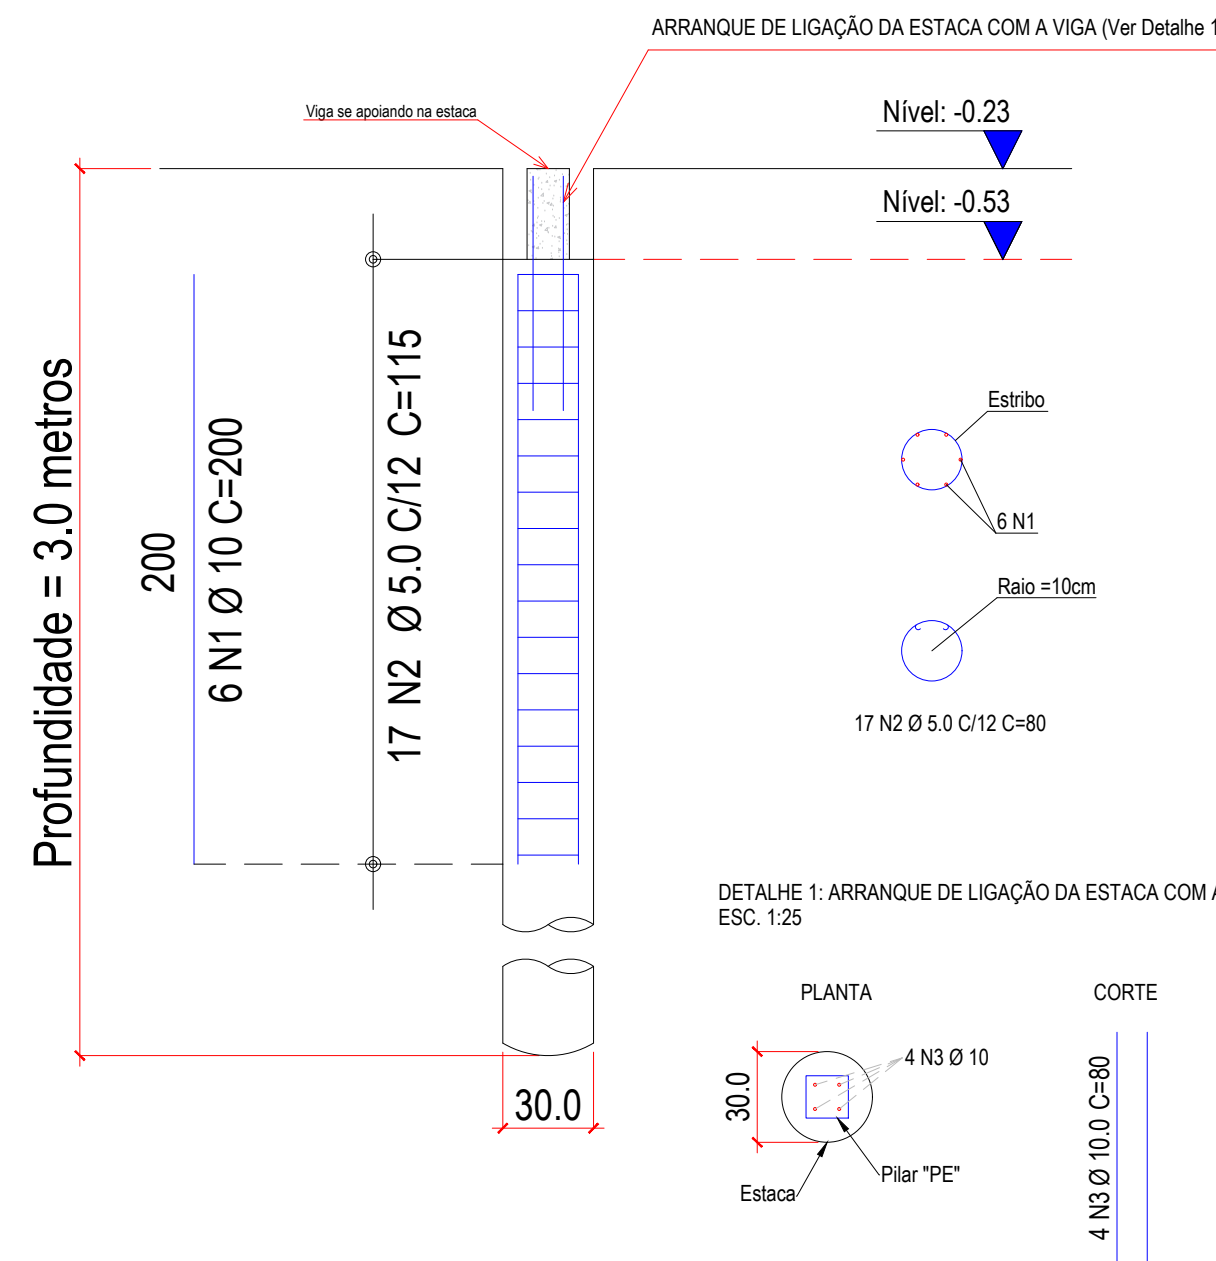 ARRANQUE DE LIGAÇÃO DA ESTACA COM A VIGA (Ver Detalhe 1
Viga se apoiando na estaca
Nível: -0.23
Nível: -0.53
Profundidade = 3.0 metros
200
6 N1 Ø 10 C=200
17 N2 Ø 5.0 C/12 C=115
Estribo
6 N1
Raio =10cm
17 N2 Ø 5.0 C/12 C=80
DETALHE 1: ARRANQUE DE LIGAÇÃO DA ESTACA COM A
ESC. 1:25
PLANTA
CORTE
30.0
30.0
4 N3 Ø 10
Pilar "PE"
Estaca
4 N3 Ø 10.0 C=80